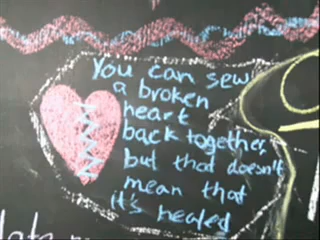 You can sew
a broken
heart
back together,
but that doesn't
mean that
it's healed